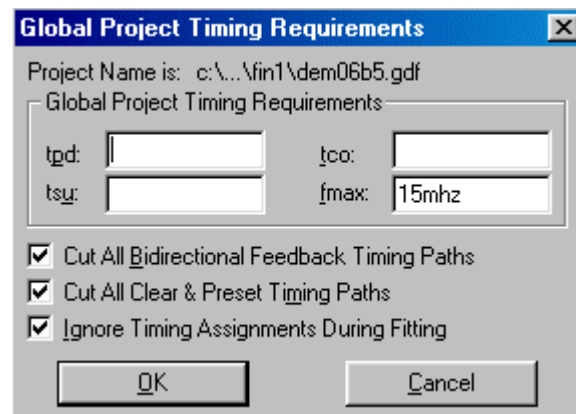 Global Project Timing Requirements
Project Name is: c:\...\fin1\dem06b5.gdf
Global Project Timing Requirements
tpd: tco:
tsu: fmax: 15mhz
Cut All Bidirectional Feedback Timing Paths
Cut All Clear & Preset Timing Paths
Ignore Timing Assignments During Fitting
OK Cancel